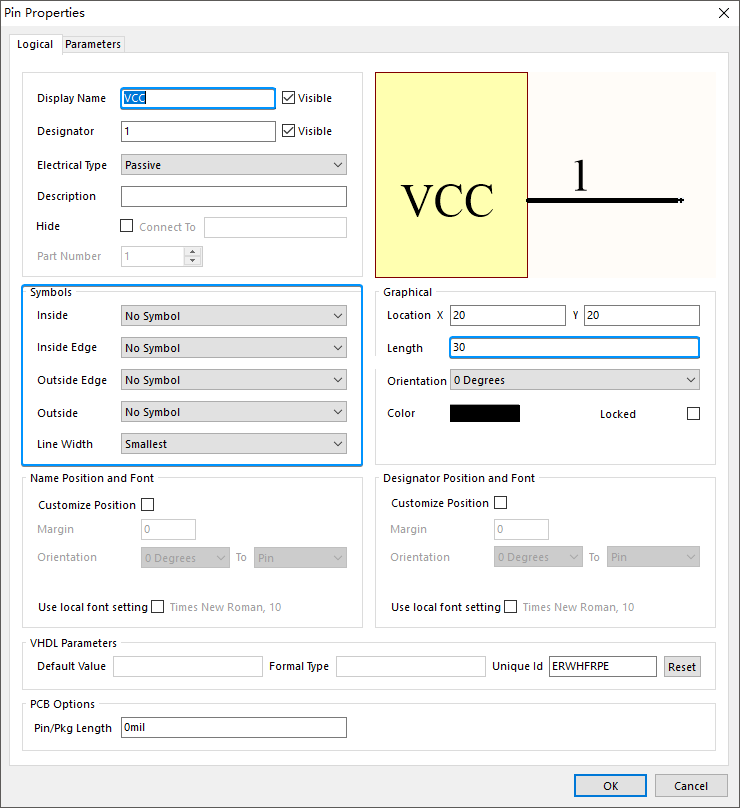 Pin Properties
Logical Parameters
Display Name VCC Visible
Designator 1 Visible
Electrical Type Passive
Description
Hide Connect To
Part Number 1
VCC 1
Symbols
Inside No Symbol
Inside Edge No Symbol
Outside Edge No Symbol
Outside No Symbol
Line Width Smallest
Graphical
Location X 20 Y 20
Length 30
Orientation 0 Degrees
Color Locked
Name Position and Font
Customize Position
Margin 0
Orientation 0 Degrees To Pin
Use local font setting Times New Roman, 10
Designator Position and Font
Customize Position
Margin 0
Orientation 0 Degrees To Pin
Use local font setting Times New Roman, 10
VHDL Parameters
Default Value Formal Type Unique Id ERWHFRPE Reset
PCB Options
Pin/Pkg Length 0mil
OK Cancel